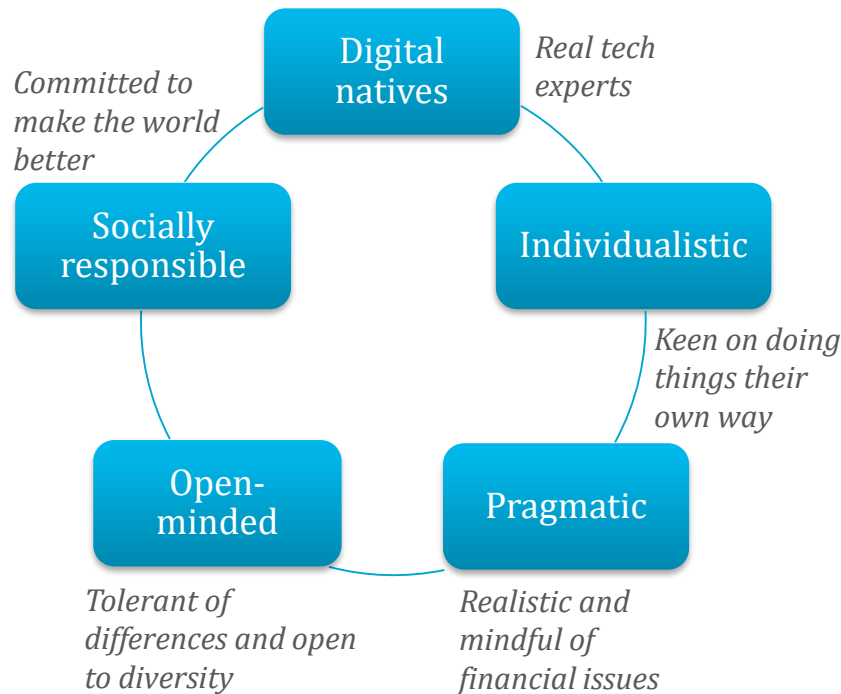 Digital
natives
Real tech
experts
Individualistic
Keen on doing
things their
own way
Pragmatic
Realistic and
mindful of
financial issues
Open-
minded
Tolerant of
differences and open
to diversity
Socially
responsible
Committed to
make the world
better